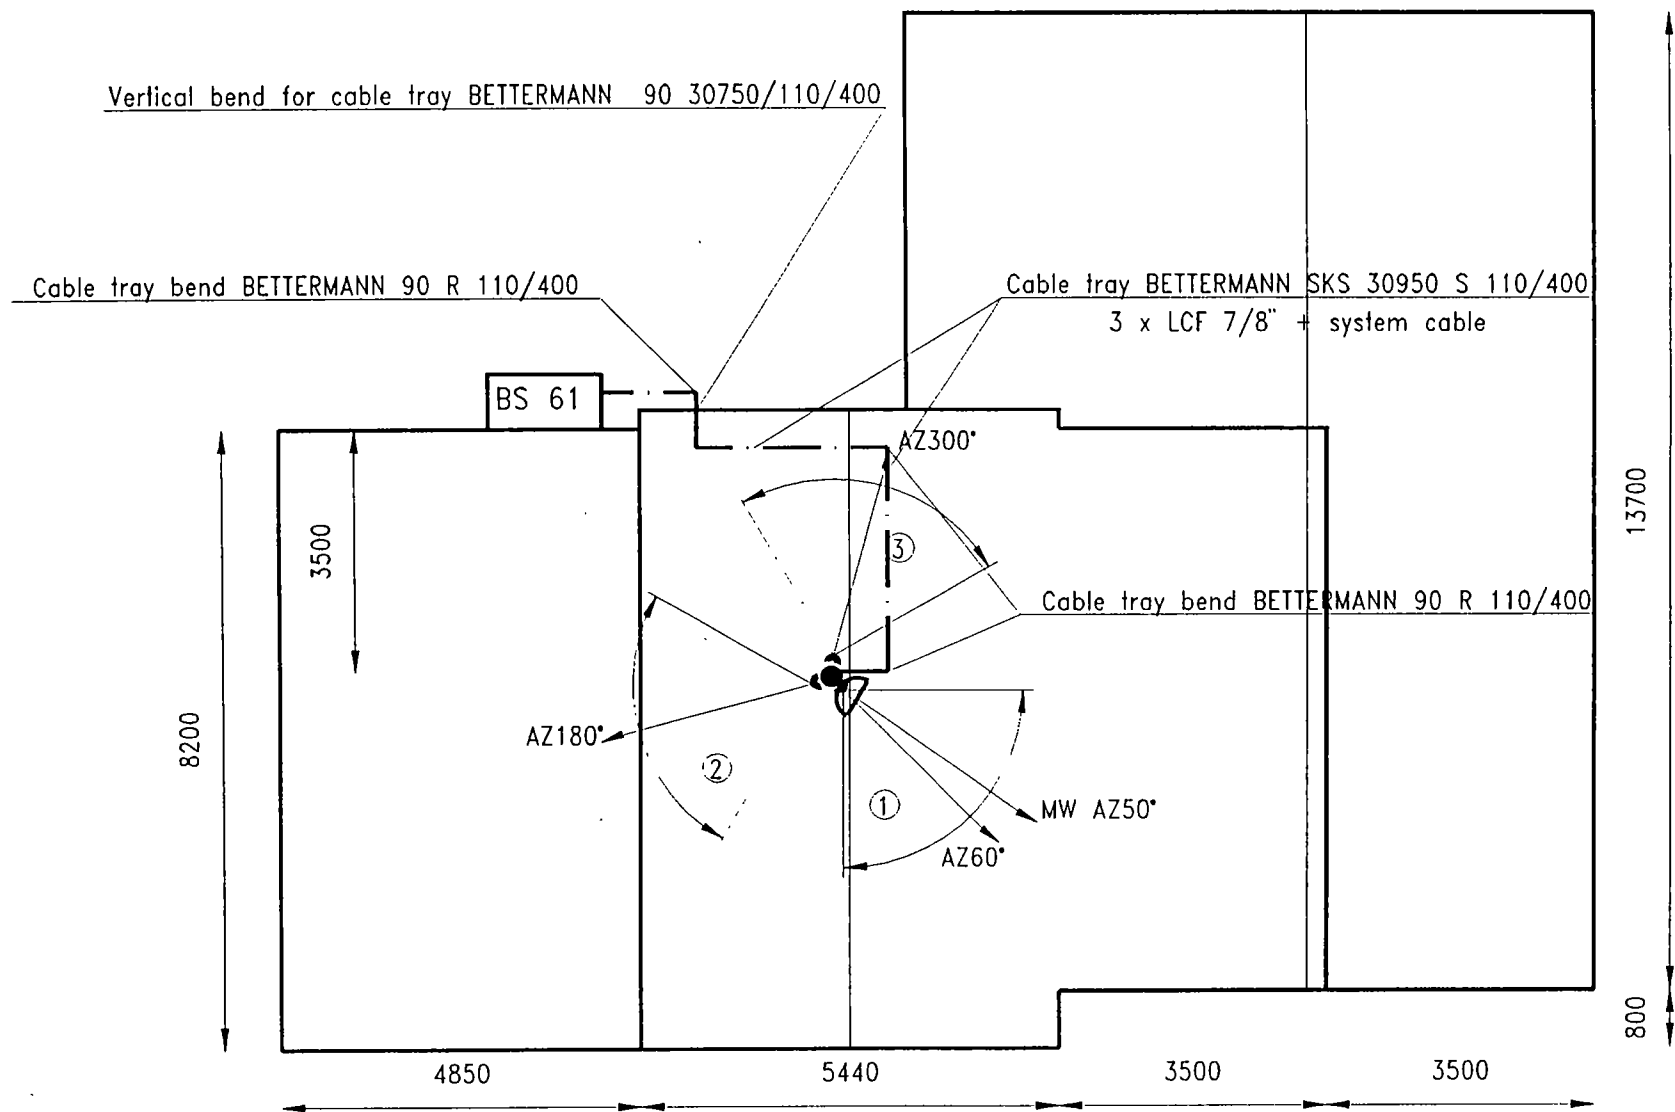 Vertical bend for cable tray BETTERMANN 90 30750/110/400
Cable tray bend BETTERMANN 90 R 110/400
Cable tray BETTERMANN SKS 30950 S 110/400
3 x LCF 7/8" + system cable
BS 61
AZ300°
13700
3500
3
Cable tray bend BETTERMANN 90 R 110/400
8200
AZ180°
2
1
MW AZ50°
AZ60°
800
4850
5440
3500
3500